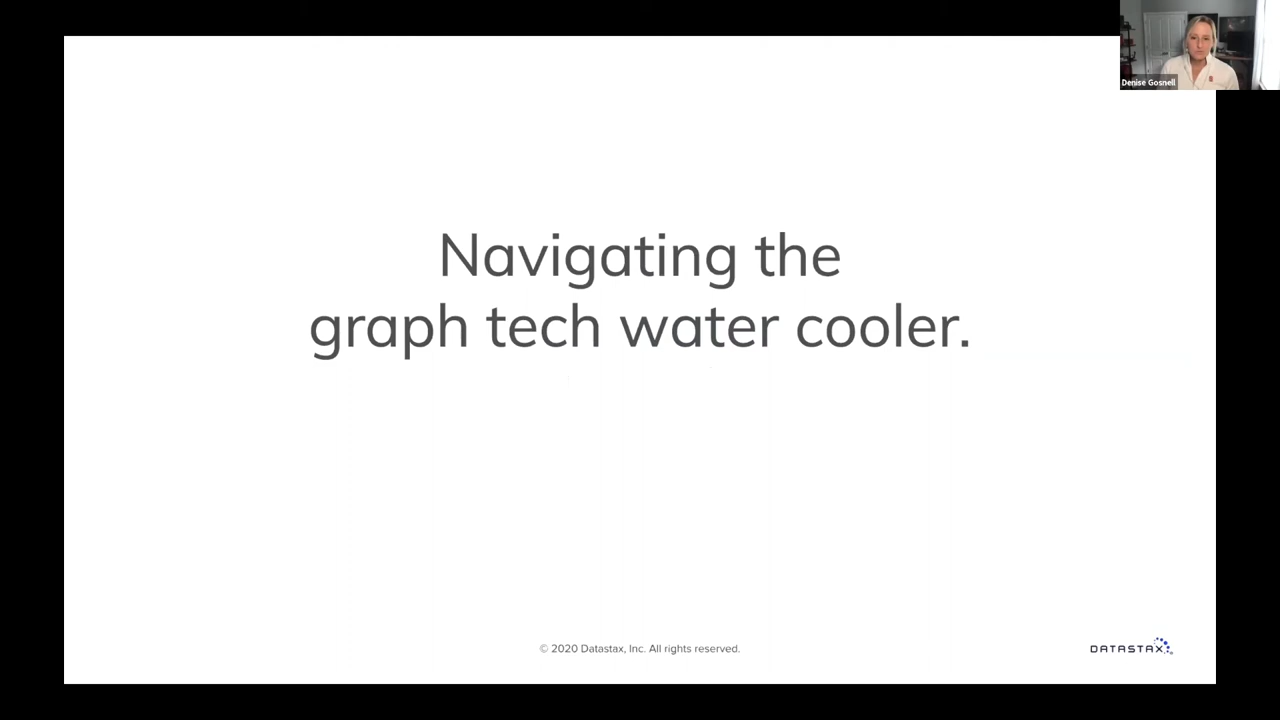 Denise Gosnell
Navigating the
graph tech water cooler.
© 2020 Datastax, Inc. All rights reserved.
DATASTAX